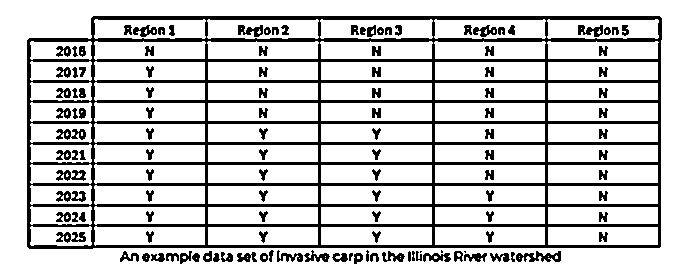 Region 1 Region 2 Region 3 Region 4 Region 5
2016 N N N N N
2017 Y N N N N
2018 Y N N N N
2019 Y N N N N
2020 Y Y Y N N
2021 Y Y Y N N
2022 Y Y Y N N
2023 Y Y Y Y N
2024 Y Y Y Y N
2025 Y Y Y Y N
An example data set of invasive carp in the Illinois River watershed